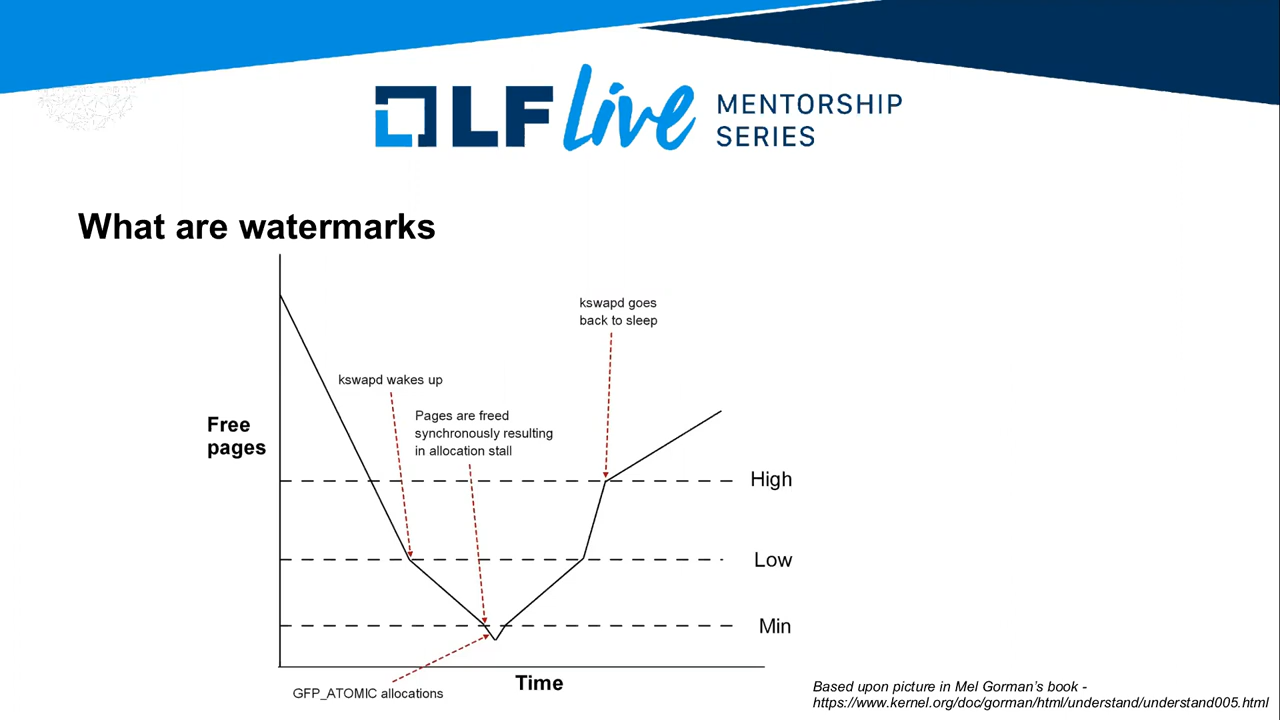 LF Live MENTORSHIP
SERIES
What are watermarks
kswapd goes
back to sleep
kswapd wakes up
Pages are freed
synchronously resulting
in allocation stall
Free
pages
High
Low
Min
Time
GFP_ATOMIC allocations
Based upon picture in Mel Gorman's book -
https://www.kernel.org/doc/gorman/html/understand/understand005.html